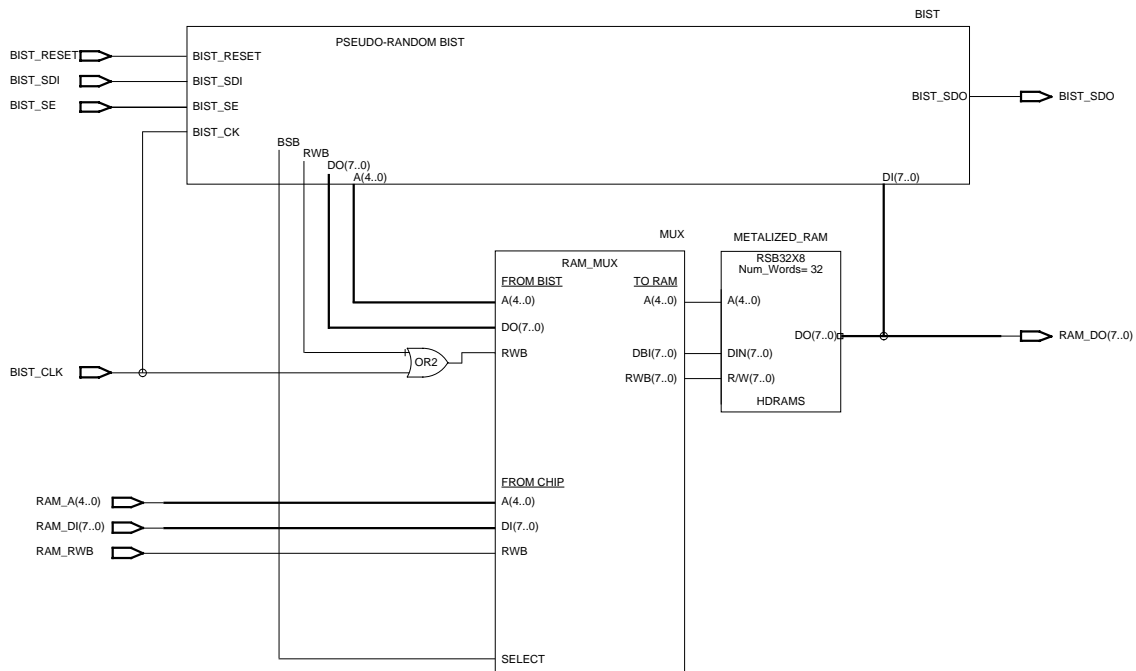 BIST
PSEUDO-RANDOM BIST
BIST_RESET
BIST_RESET
BIST_SDI
BIST_SDI
BIST_SE
BIST_SE
BIST_SDO
BIST_SDO
BIST_CK
BSB
RWB
DO(7..0)
A(4..0)
DI(7..0)
MUX
METALIZED_RAM
RAM_MUX
RSB32X8
Num_Words= 32
FROM BIST
TO RAM
A(4..0)
A(4..0)
A(4..0)
DO(7..0)
DO(7..0)
RAM_DO(7..0)
RWB
DBI(7..0)
DIN(7..0)
OR2
BIST_CLK
RWB(7..0)
R/W(7..0)
HDRAMS
FROM CHIP
RAM_A(4..0)
A(4..0)
RAM_DI(7..0)
DI(7..0)
RAM_RWB
RWB
SELECT